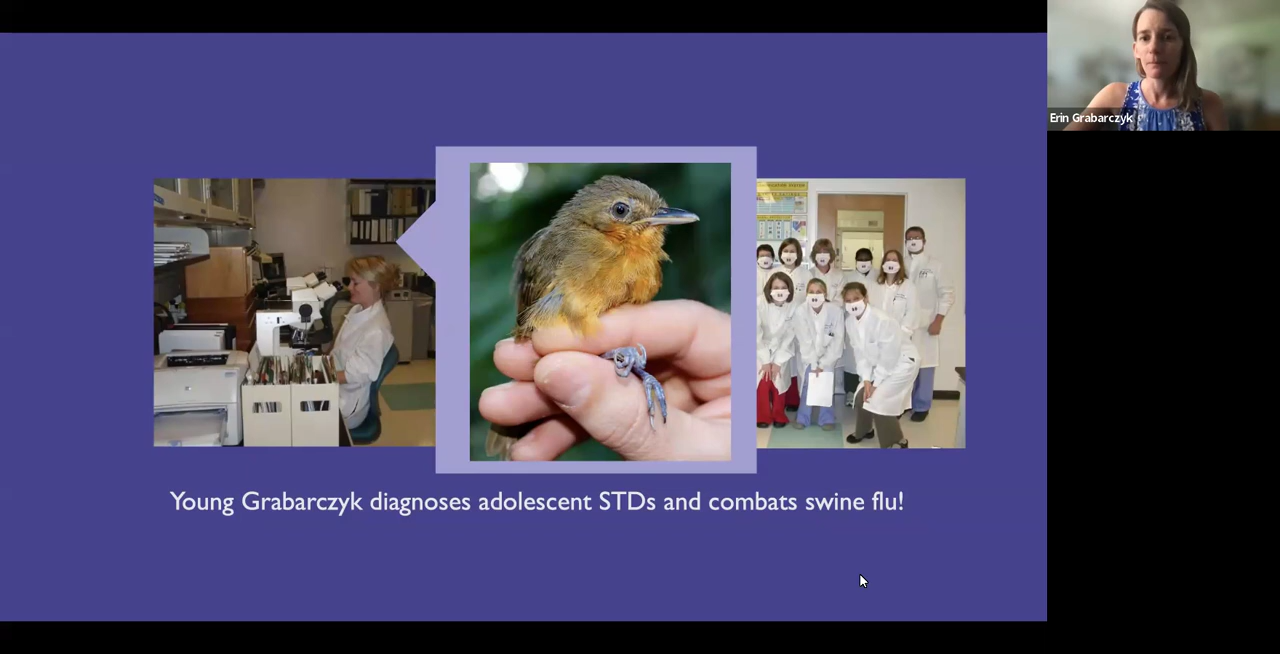 Erin Grabarczyk
Young Grabarczyk diagnoses adolescent STDs and combats swine flu!